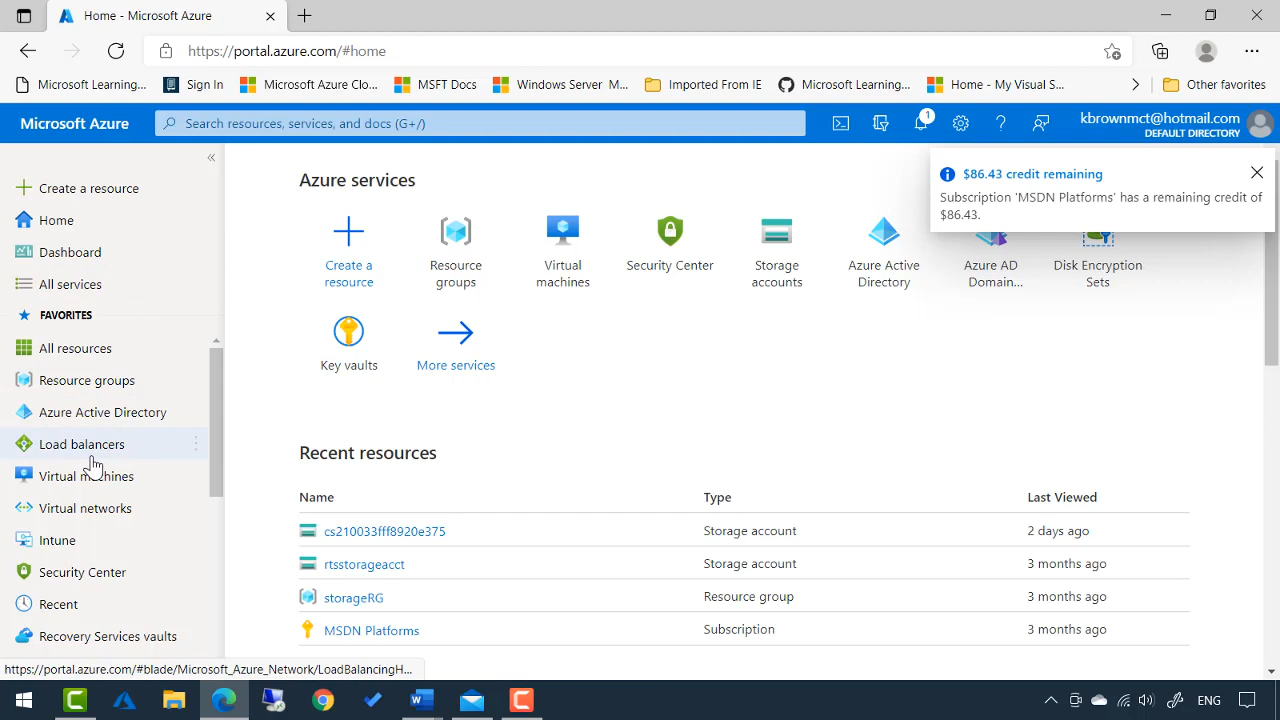 Home - Microsoft Azure
https://portal.azure.com/#home
Microsoft Learning...
Sign In
Microsoft Azure Clo...
MSFT Docs
Windows Server M...
Imported From IE
Microsoft Learning,...
Home - My Visual S...
Other favorites
Microsoft Azure
Search resources, services, and docs (G+/)
1
kbrownmct@hotmail.com
DEFAULT DIRECTORY
Create a resource
Home
Dashboard
All services
FAVORITES
All resources
Resource groups
Azure Active Directory
Load balancers
Virtual machines
Virtual networks
Intune
Security Center
Recent
Recovery Services vaults
https://portal.azure.com/#blade/Microsoft_Azure_Network/LoadBalancingH...
Azure services
$86.43 credit remaining
Subscription 'MSDN Platforms' has a remaining credit of
$86.43.
Create a
resource
Resource
groups
Virtual
machines
Security Center
Storage
accounts
Azure Active
Directory
Azure AD
Domain...
Disk Encryption
Sets
Key vaults
More services
Recent resources
Name Type Last Viewed
cs210033fff8920e375 Storage account 2 days ago
rtsstorageacct Storage account 3 months ago
storageRG Resource group 3 months ago
MSDN Platforms Subscription 3 months ago
ENG